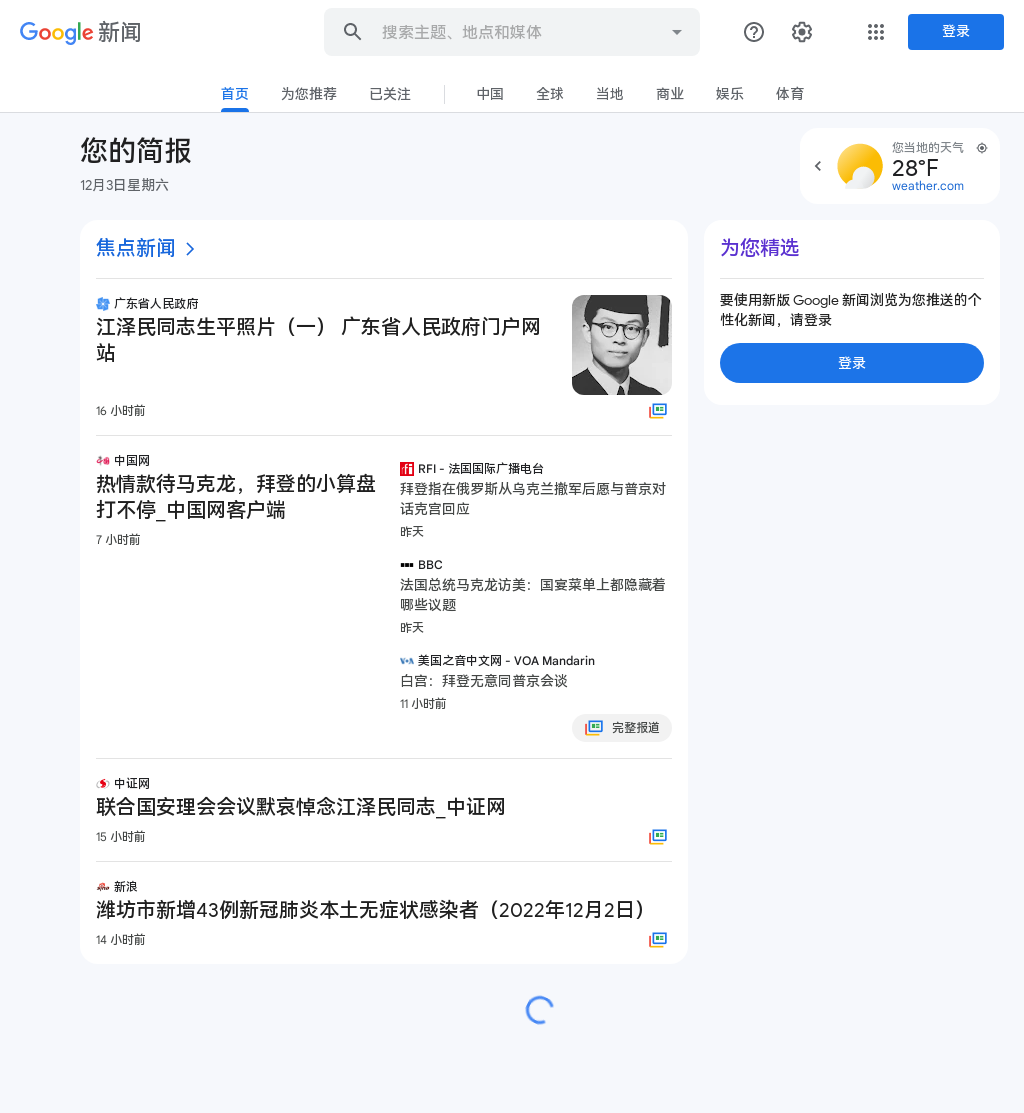 Google 新闻
搜索主题、地点和媒体
登录
首页 为您推荐 已关注 中国 全球 当地 商业 娱乐 体育
您的简报
12月3日星期六
您当地的天气
28°F
weather.com
焦点新闻
广东省人民政府
江泽民同志生平照片（一） 广东省人民政府门户网
站
16 小时前
中国网
热情款待马克龙，拜登的小算盘
打不停_中国网客户端
7 小时前
RFI - 法国国际广播电台
拜登指在俄罗斯从乌克兰撤军后愿与普京对
话克宫回应
昨天
BBC
法国总统马克龙访美：国宴菜单上都隐藏着
哪些议题
昨天
美国之音中文网 - VOA Mandarin
白宫：拜登无意同普京会谈
11 小时前
完整报道
中证网
联合国安理会会议默哀悼念江泽民同志_中证网
15 小时前
新浪
潍坊市新增43例新冠肺炎本土无症状感染者（2022年12月2日）
14 小时前
为您精选
要使用新版 Google 新闻浏览为您推送的个
性化新闻，请登录
登录